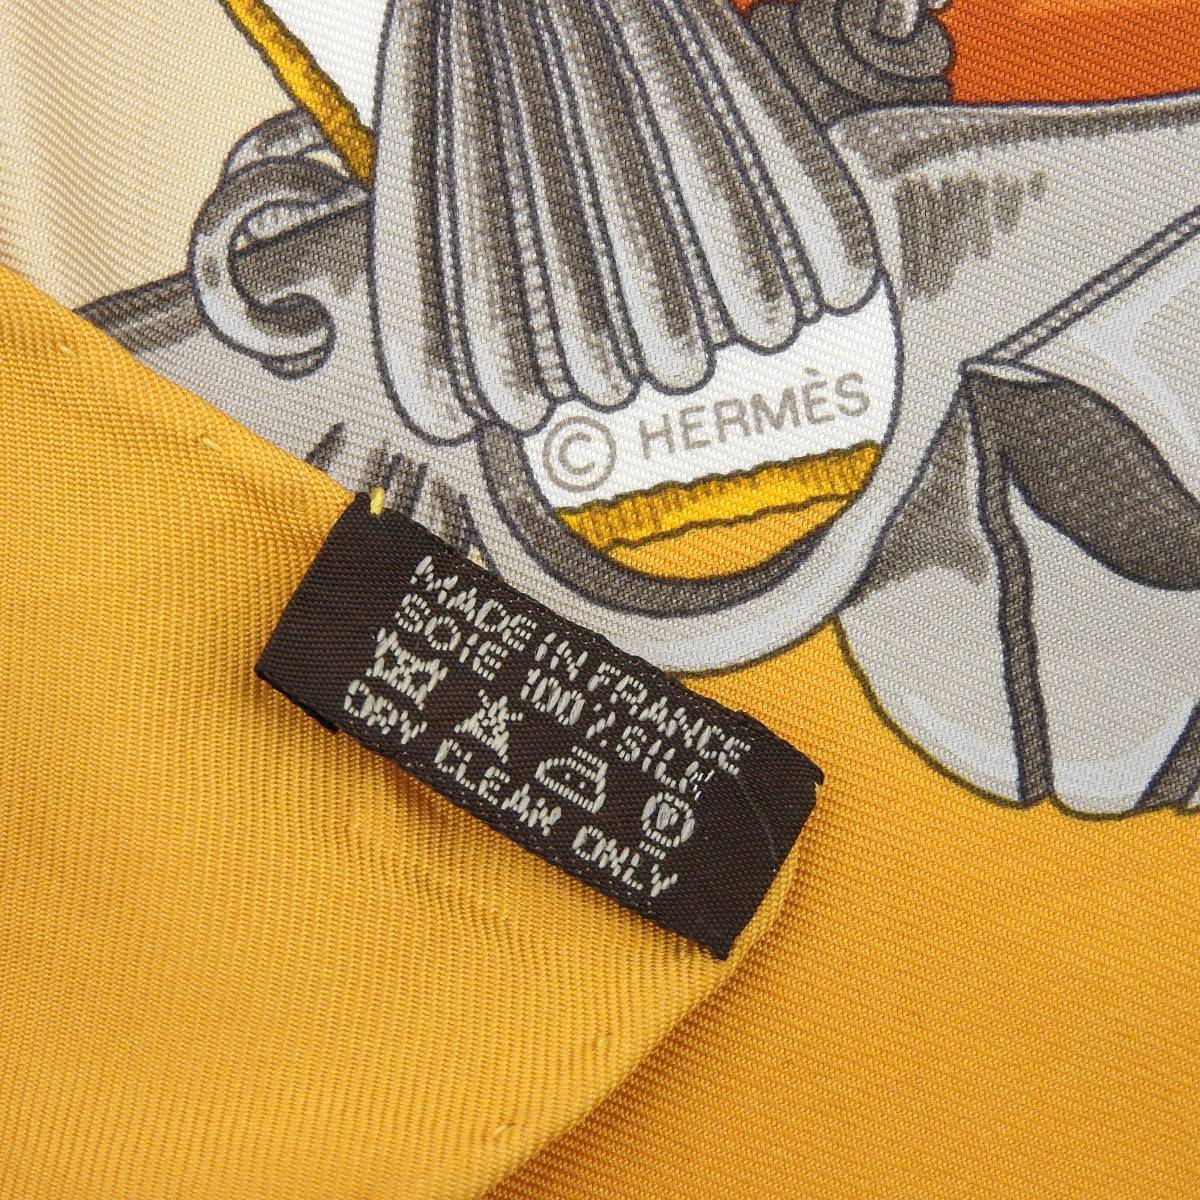 © HERMÈS
MADE IN FRANCE
SOIE 100% SILK
DRY CLEAN ONLY